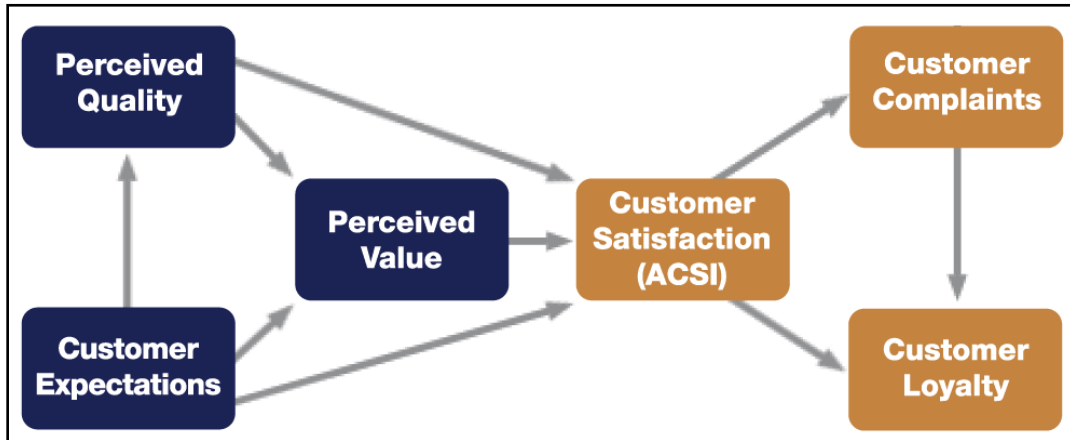 Perceived
Quality
Customer
Complaints
Perceived
Value
Customer
Satisfaction
(ACSI)
Customer
Expectations
Customer
Loyalty